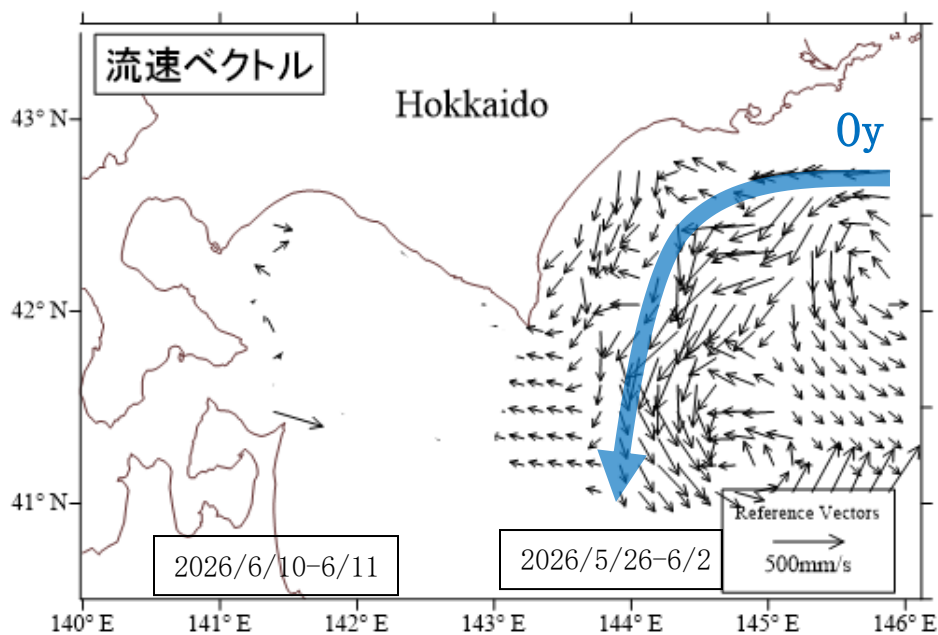 流速ベクトル
Hokkaido
Oy
43° N
42° N
41° N
Reference Vectors
500mm/s
2026/6/10-6/11
2026/5/26-6/2
140° E
141° E
142° E
143° E
144° E
145° E
146° E